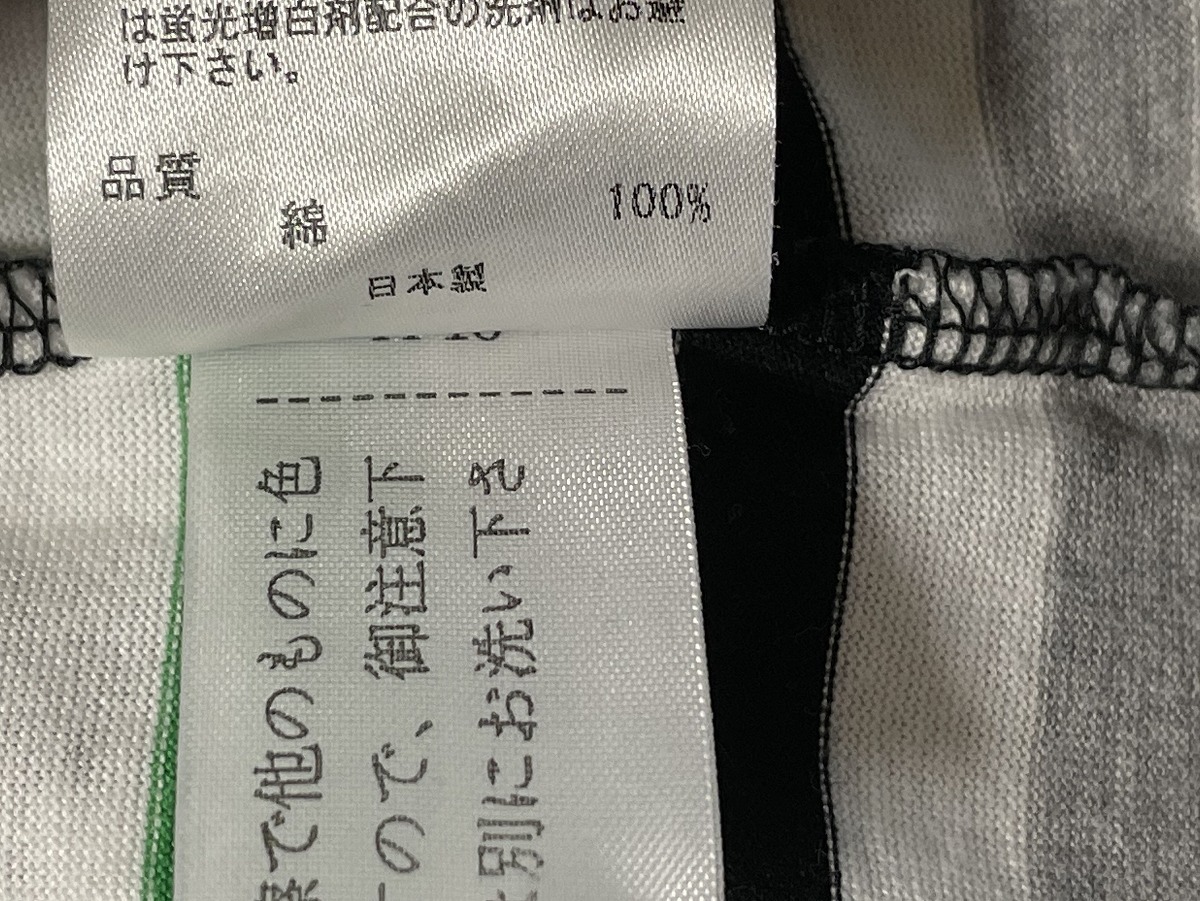 は蛍光増白剤配合の洗剤はお避
け下さい。
品質
綿 100%
日本製
------------
で他のものに色
ので、御注意下
別にお洗い下さ